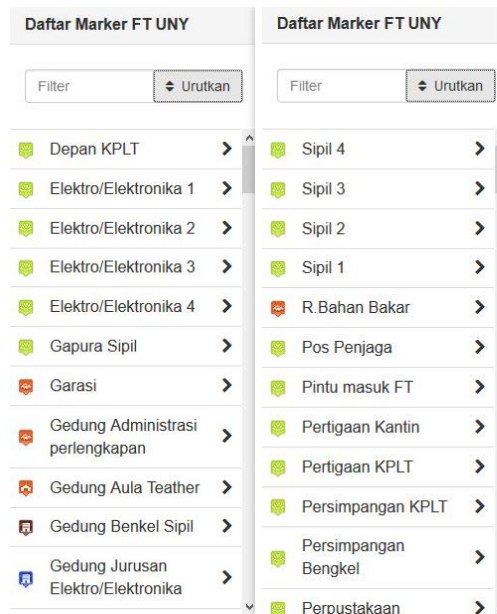 Daftar Marker FT UNY
Filter
Urutkan
Depan KPLT
Elektro/Elektronika 1
Elektro/Elektronika 2
Elektro/Elektronika 3
Elektro/Elektronika 4
Gapura Sipil
Garasi
Gedung Administrasi
perlengkapan
Gedung Aula Teather
Gedung Benkel Sipil
Gedung Jurusan
Elektro/Elektronika
Daftar Marker FT UNY
Filter
Urutkan
Sipil 4
Sipil 3
Sipil 2
Sipil 1
R.Bahan Bakar
Pos Penjaga
Pintu masuk FT
Pertigaan Kantin
Pertigaan KPLT
Persimpangan KPLT
Persimpangan
Bengkel
Perpustakaan